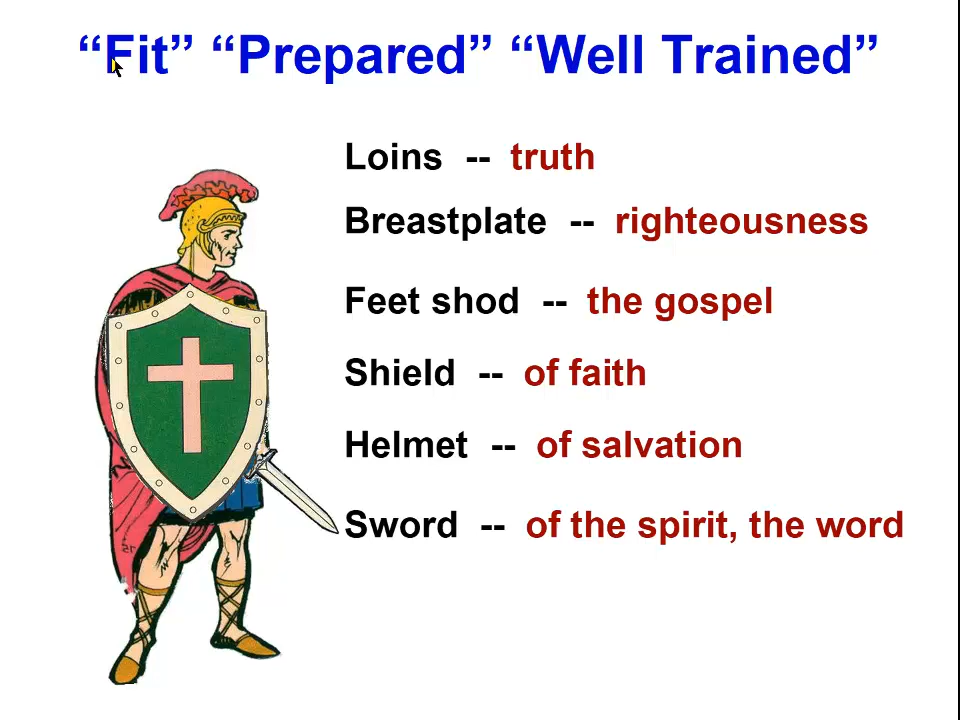 “Fit” “Prepared” “Well Trained”
Loins -- truth
Breastplate -- righteousness
Feet shod -- the gospel
Shield -- of faith
Helmet -- of salvation
Sword -- of the spirit, the word